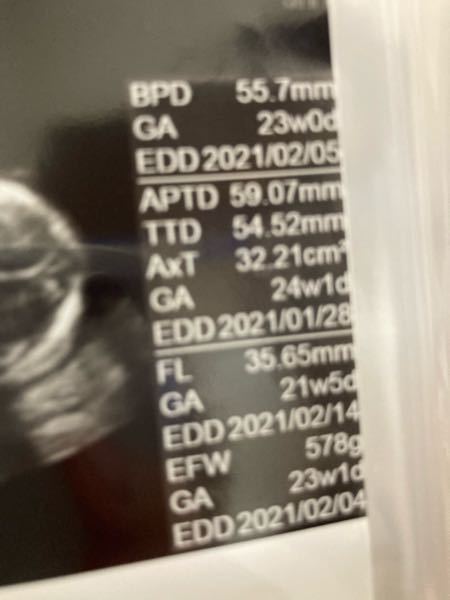 BPD 55.7mm
GA 23w0d
EDD 2021/02/05
APTD 59.07mm
TTD 54.52mm
AxT 32.21cm²
GA 24w1d
EDD 2021/01/28
FL 35.65mm
GA 21w5d
EDD 2021/02/14
EFW 578g
GA 23w1d
EDD 2021/02/04